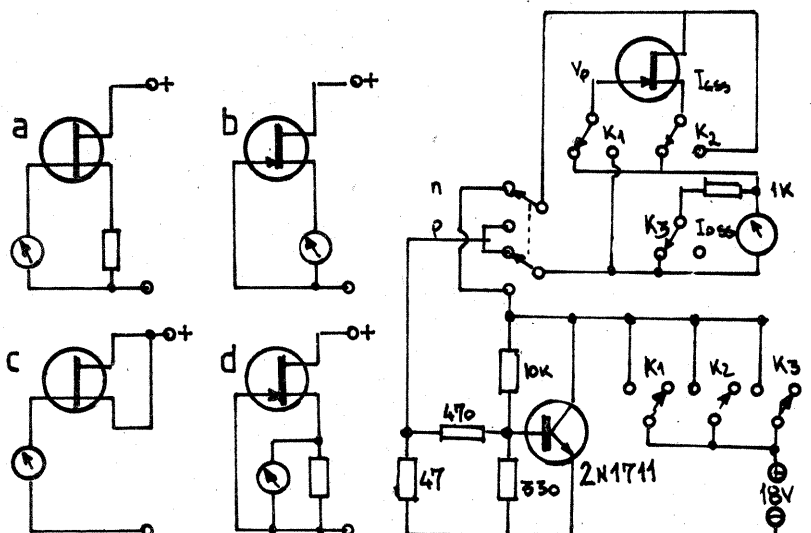 a
+
b
+
c
+
d
+
Vp
IGSS
K1
K2
n
p
1K
K3
IDSS
10K
470
47
330
2N1711
K1
K2
K3
18V